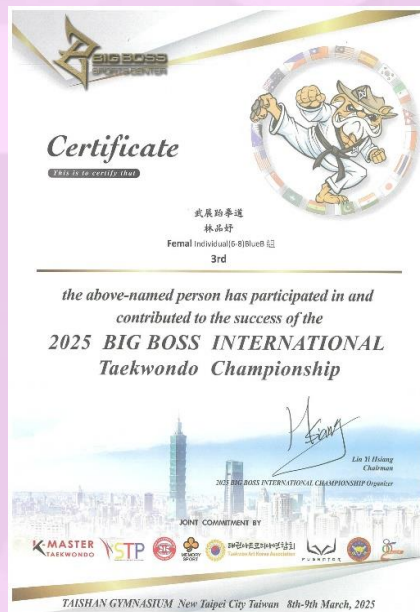 BIG BOSS
SPORTS CENTER
Certificate
This is to certify that
武展跆拳道
林品妤
Femal Individual(6-8)BlueB 組
3rd
the above-named person has participated in and
contributed to the success of the
2025 BIG BOSS INTERNATIONAL
Taekwondo Championship
Lin Yi Hsiang
Chairman
2025 BIG BOSS INTERNATIONAL CHAMPIONSHIP Organizer
JOINT COMMITMENT BY
K-MASTER
TAEKWONDO
STP
MEMORY
SPORT
TAISHAN GYMNASIUM New Taipei City Taiwan 8th-9th March, 2025